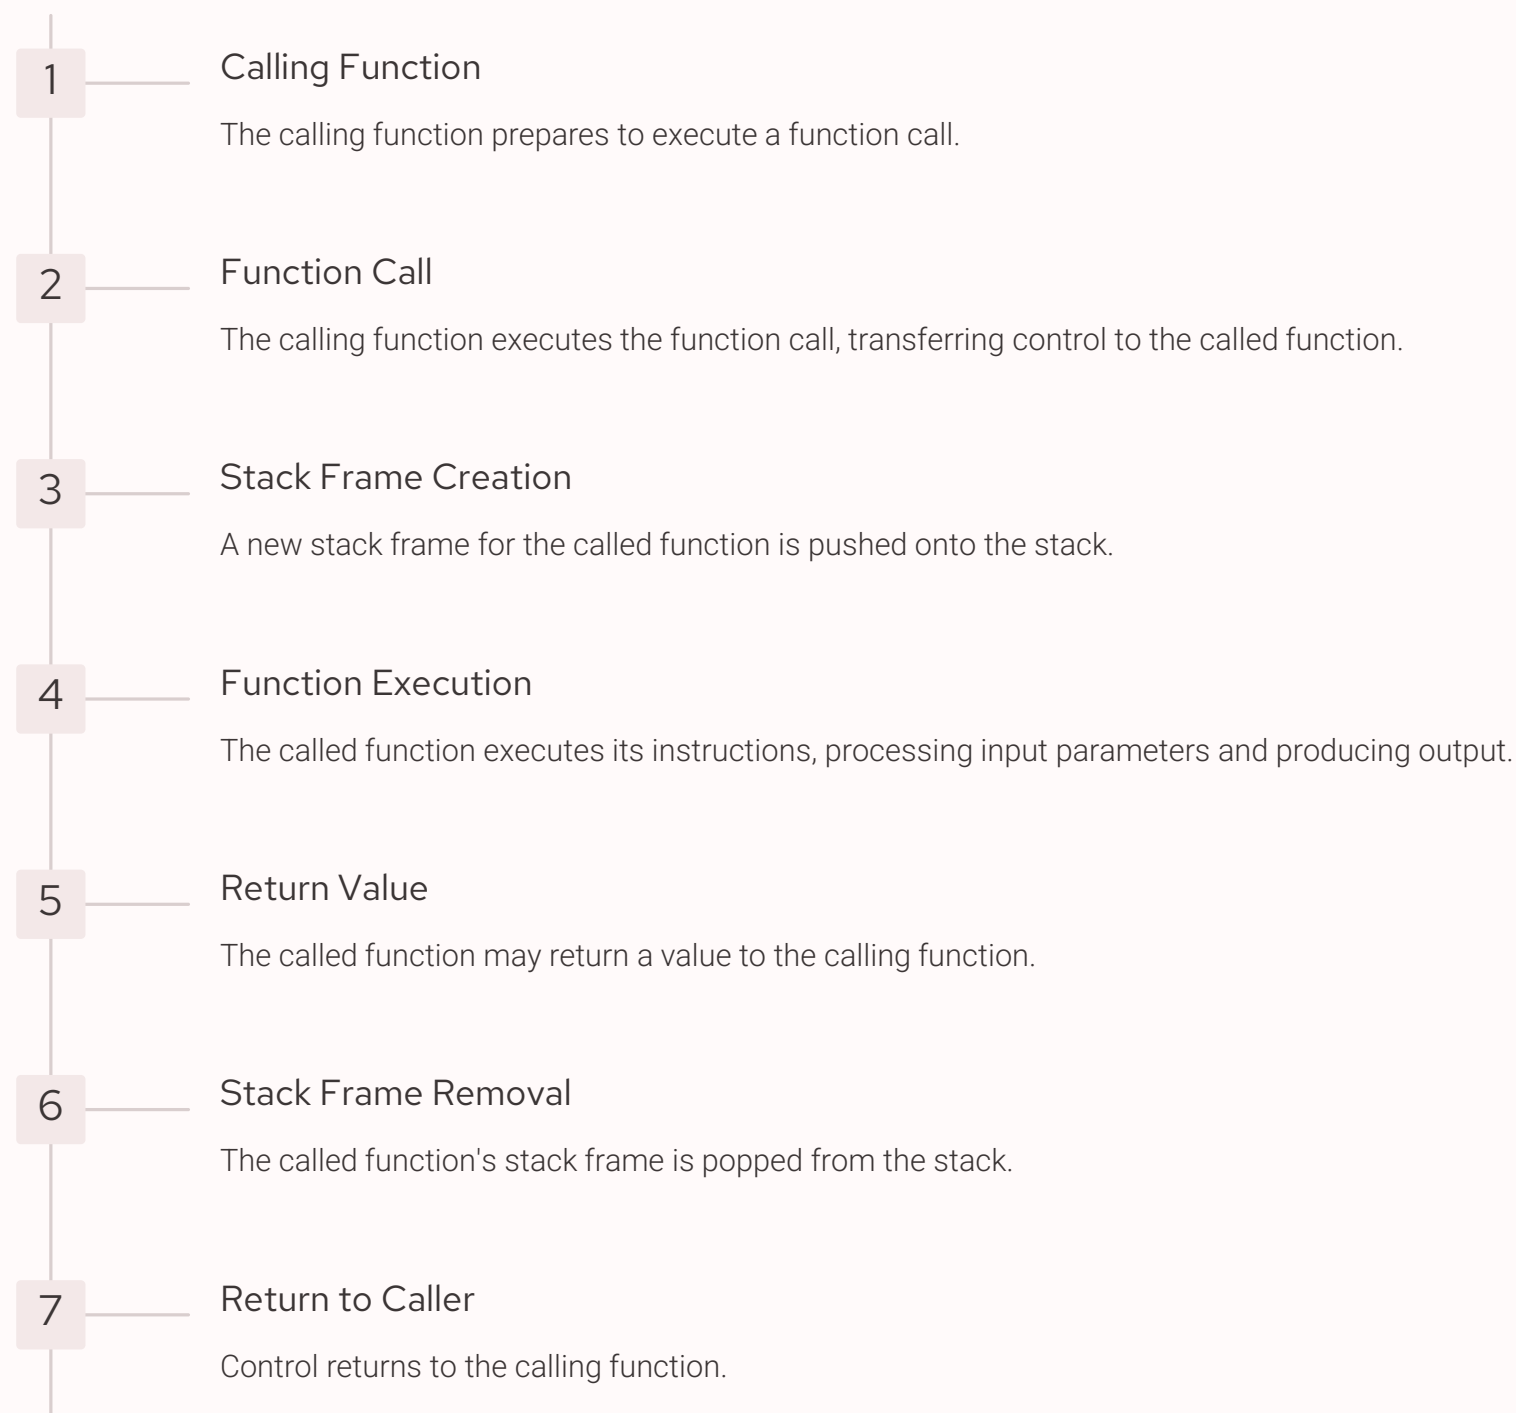 1
Calling Function
The calling function prepares to execute a function call.
2
Function Call
The calling function executes the function call, transferring control to the called function.
3
Stack Frame Creation
A new stack frame for the called function is pushed onto the stack.
4
Function Execution
The called function executes its instructions, processing input parameters and producing output.
5
Return Value
The called function may return a value to the calling function.
6
Stack Frame Removal
The called function's stack frame is popped from the stack.
7
Return to Caller
Control returns to the calling function.